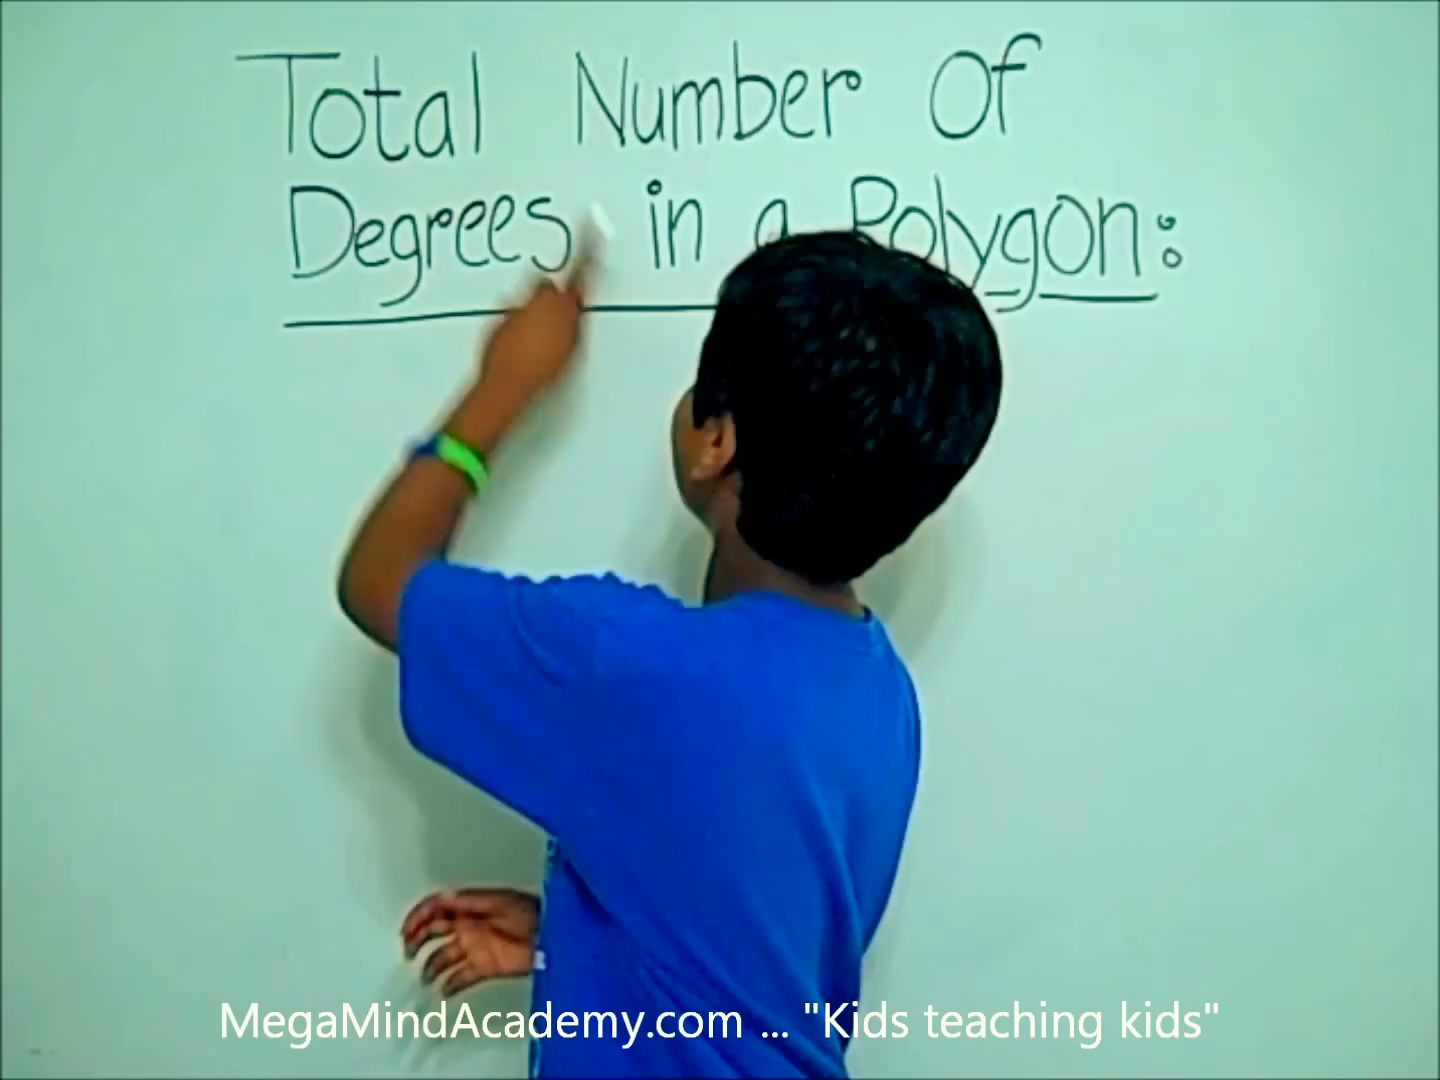 Total Number Of
Degrees in a Polygon:
MegaMindAcademy.com ... "Kids teaching kids"